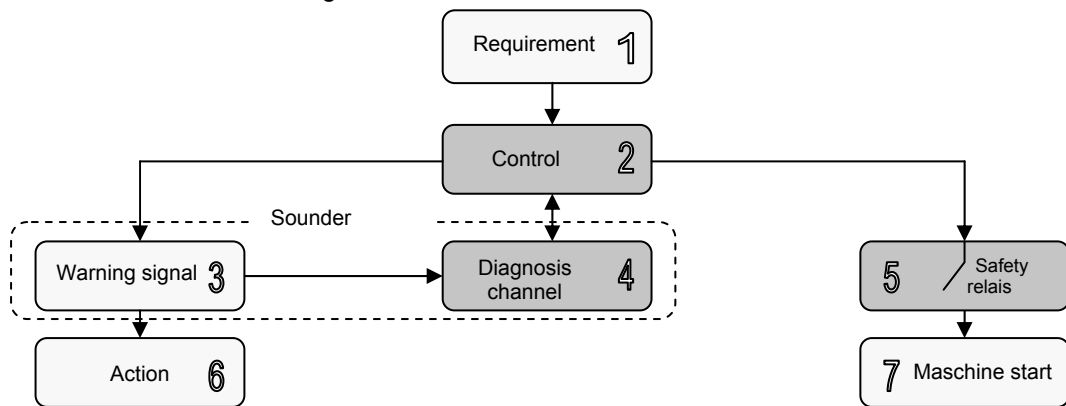 Requirement 1
Control 2
Sounder
Warning signal 3
Diagnosis
channel 4
5 Safety
relais
Action 6
7 Maschine start